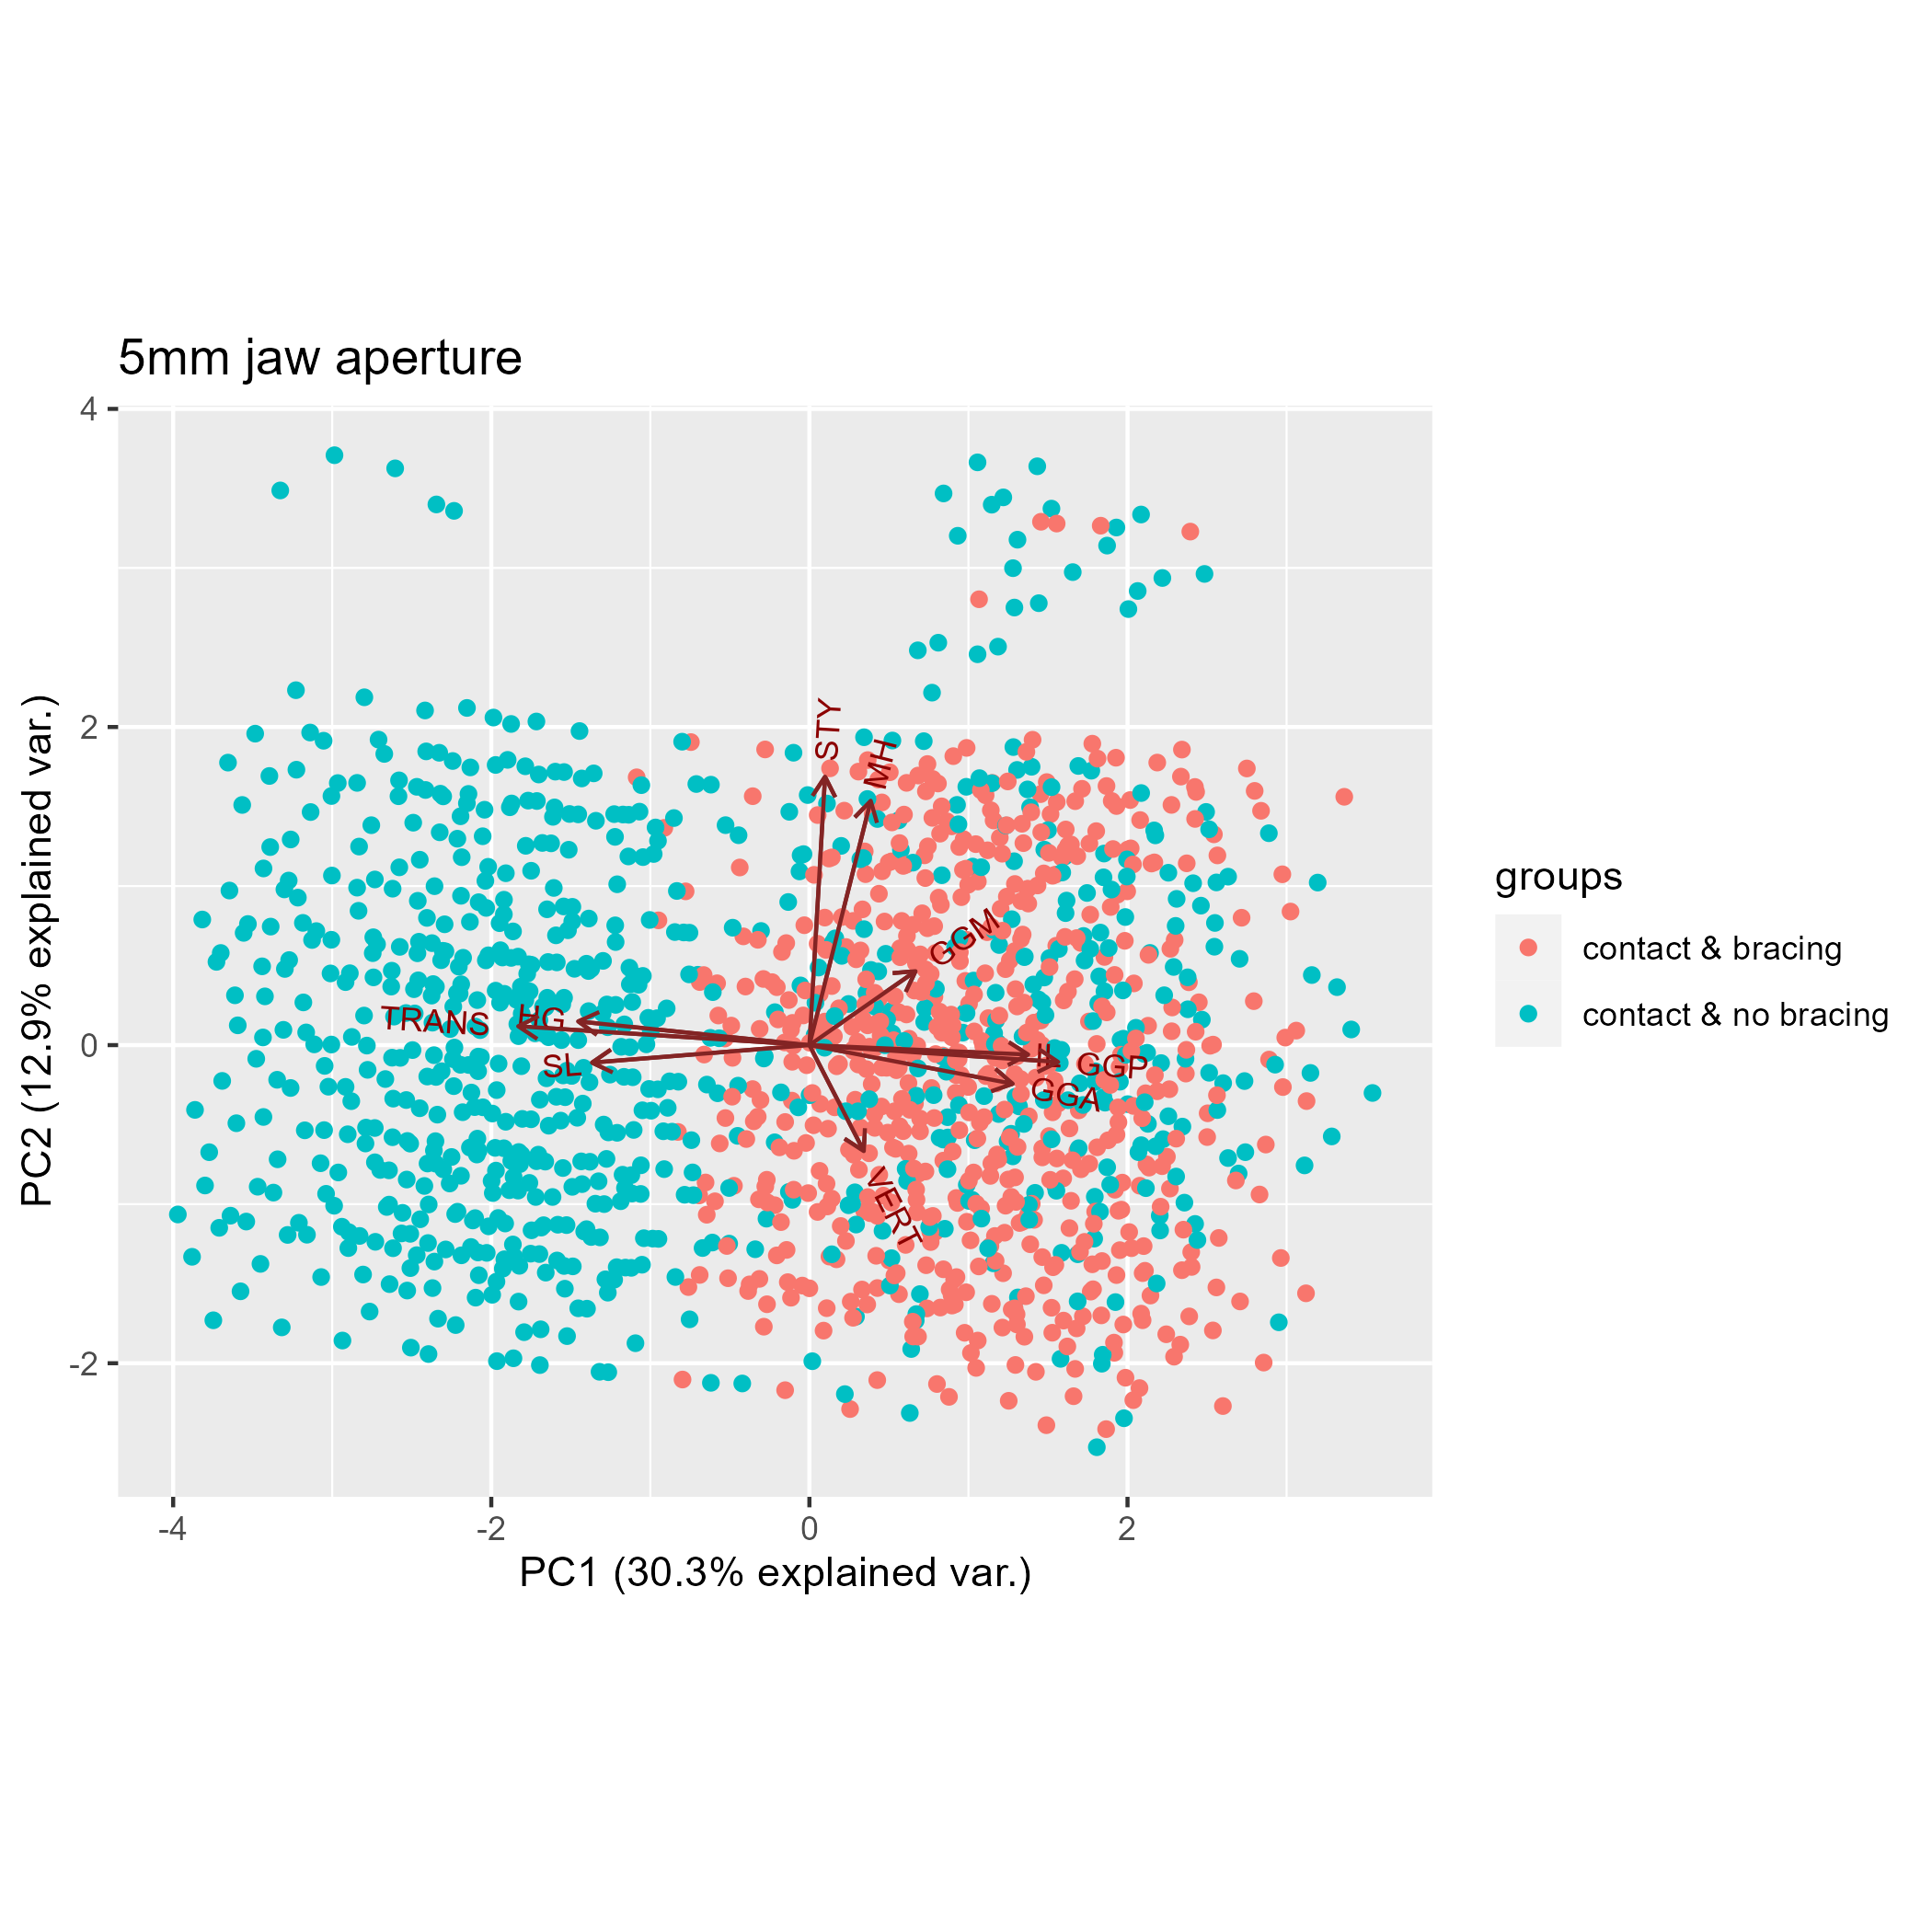 5mm jaw aperture
4
2
0
-2
PC2 (12.9% explained var.)
STY
MH
GGM
TRANS
HG
SL
IL
GGP
GGA
VERT
-4
-2
0
2
PC1 (30.3% explained var.)
groups
contact & bracing
contact & no bracing